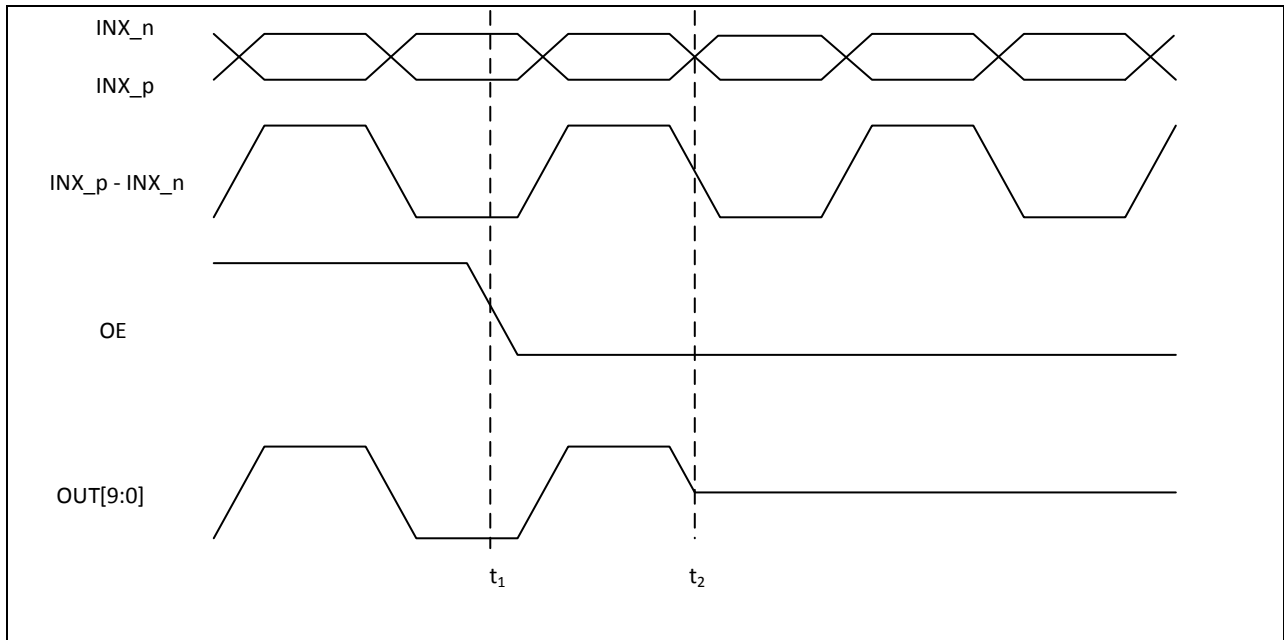 INX_n
INX_p
INX_p - INX_n
OE
OUT[9:0]
t₁
t₂